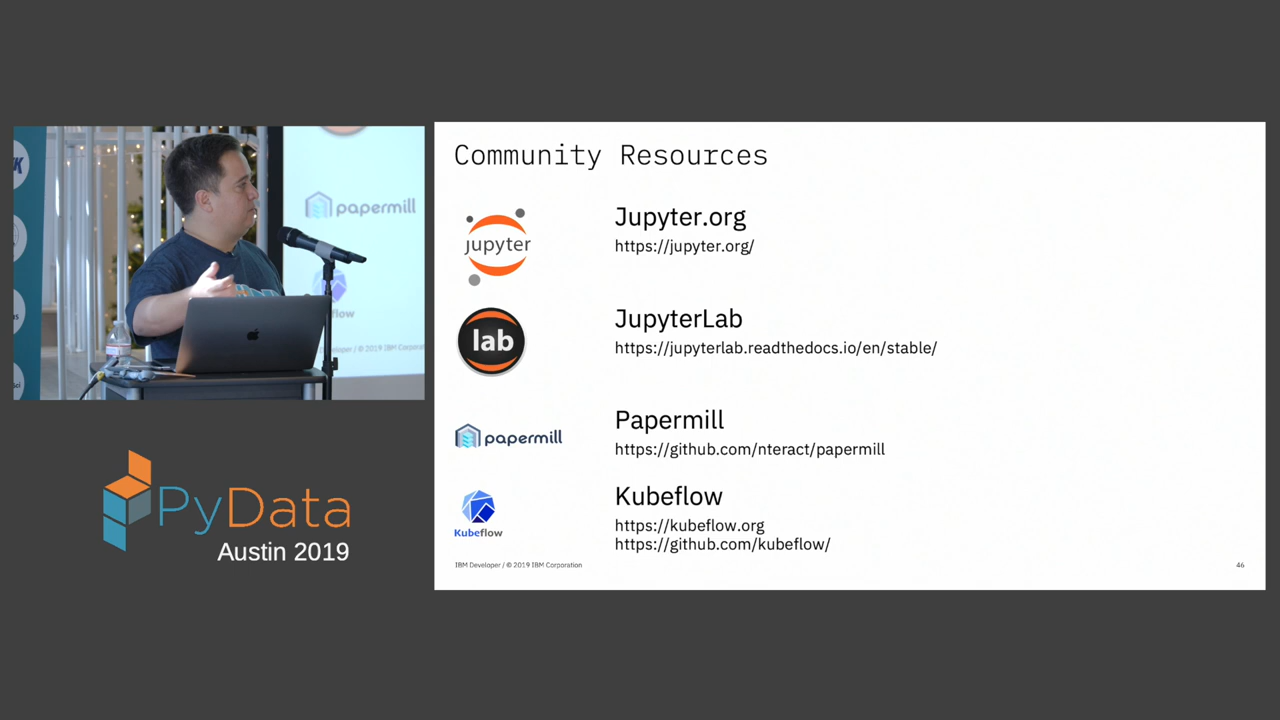 Community Resources
jupyter
Jupyter.org
https://jupyter.org/
lab
JupyterLab
https://jupyterlab.readthedocs.io/en/stable/
papermill
Papermill
https://github.com/nteract/papermill
Kubeflow
Kubeflow
https://kubeflow.org
https://github.com/kubeflow/
IBM Developer / © 2019 IBM Corporation
46
papermill
PyData
Austin 2019